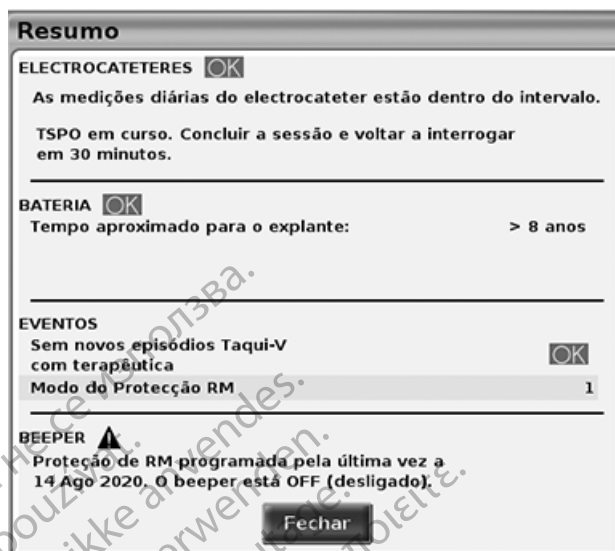 Resumo
ELECTROCATETERES OK
As medições diárias do electrocateter estão dentro do intervalo.
TSPO em curso. Concluir a sessão e voltar a interrogar
em 30 minutos.
BATERIA OK
Tempo aproximado para o explante: > 8 anos
EVENTOS
Sem novos episódios Taqui-V
com terapêutica OK
Modo do Protecção RM 1
BEEPER
Proteção de RM programada pela última vez a
14 Ago 2020. O beeper está OFF (desligado).
Fechar